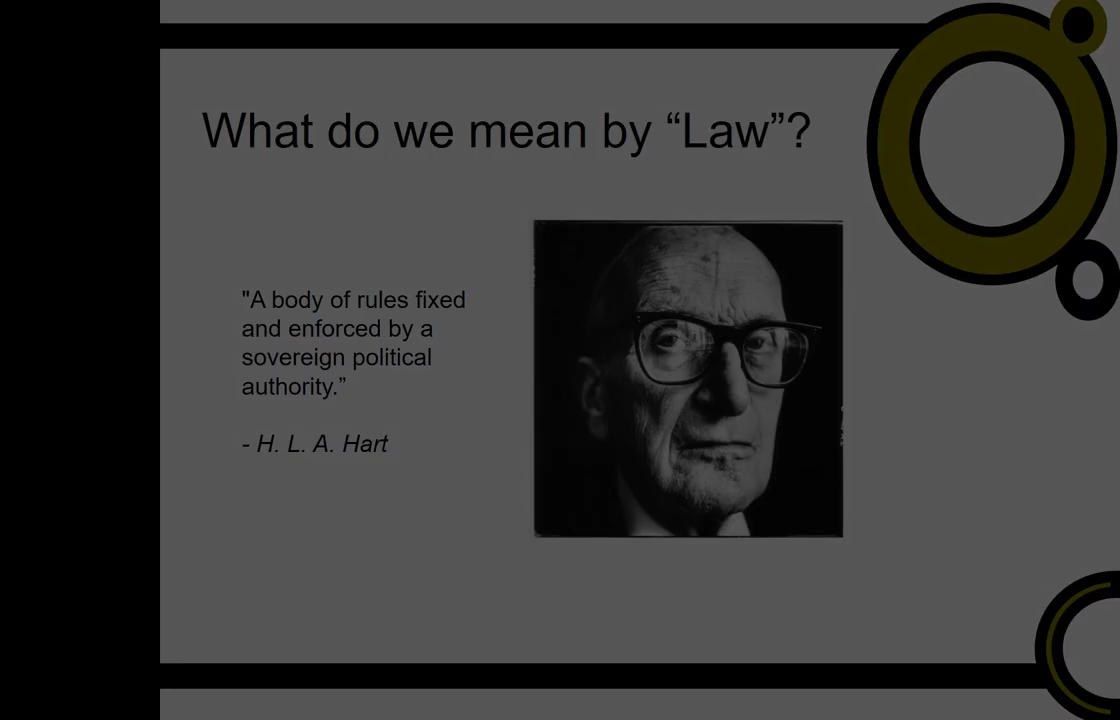 What do we mean by “Law”?
"A body of rules fixed
and enforced by a
sovereign political
authority.”
- H. L. A. Hart